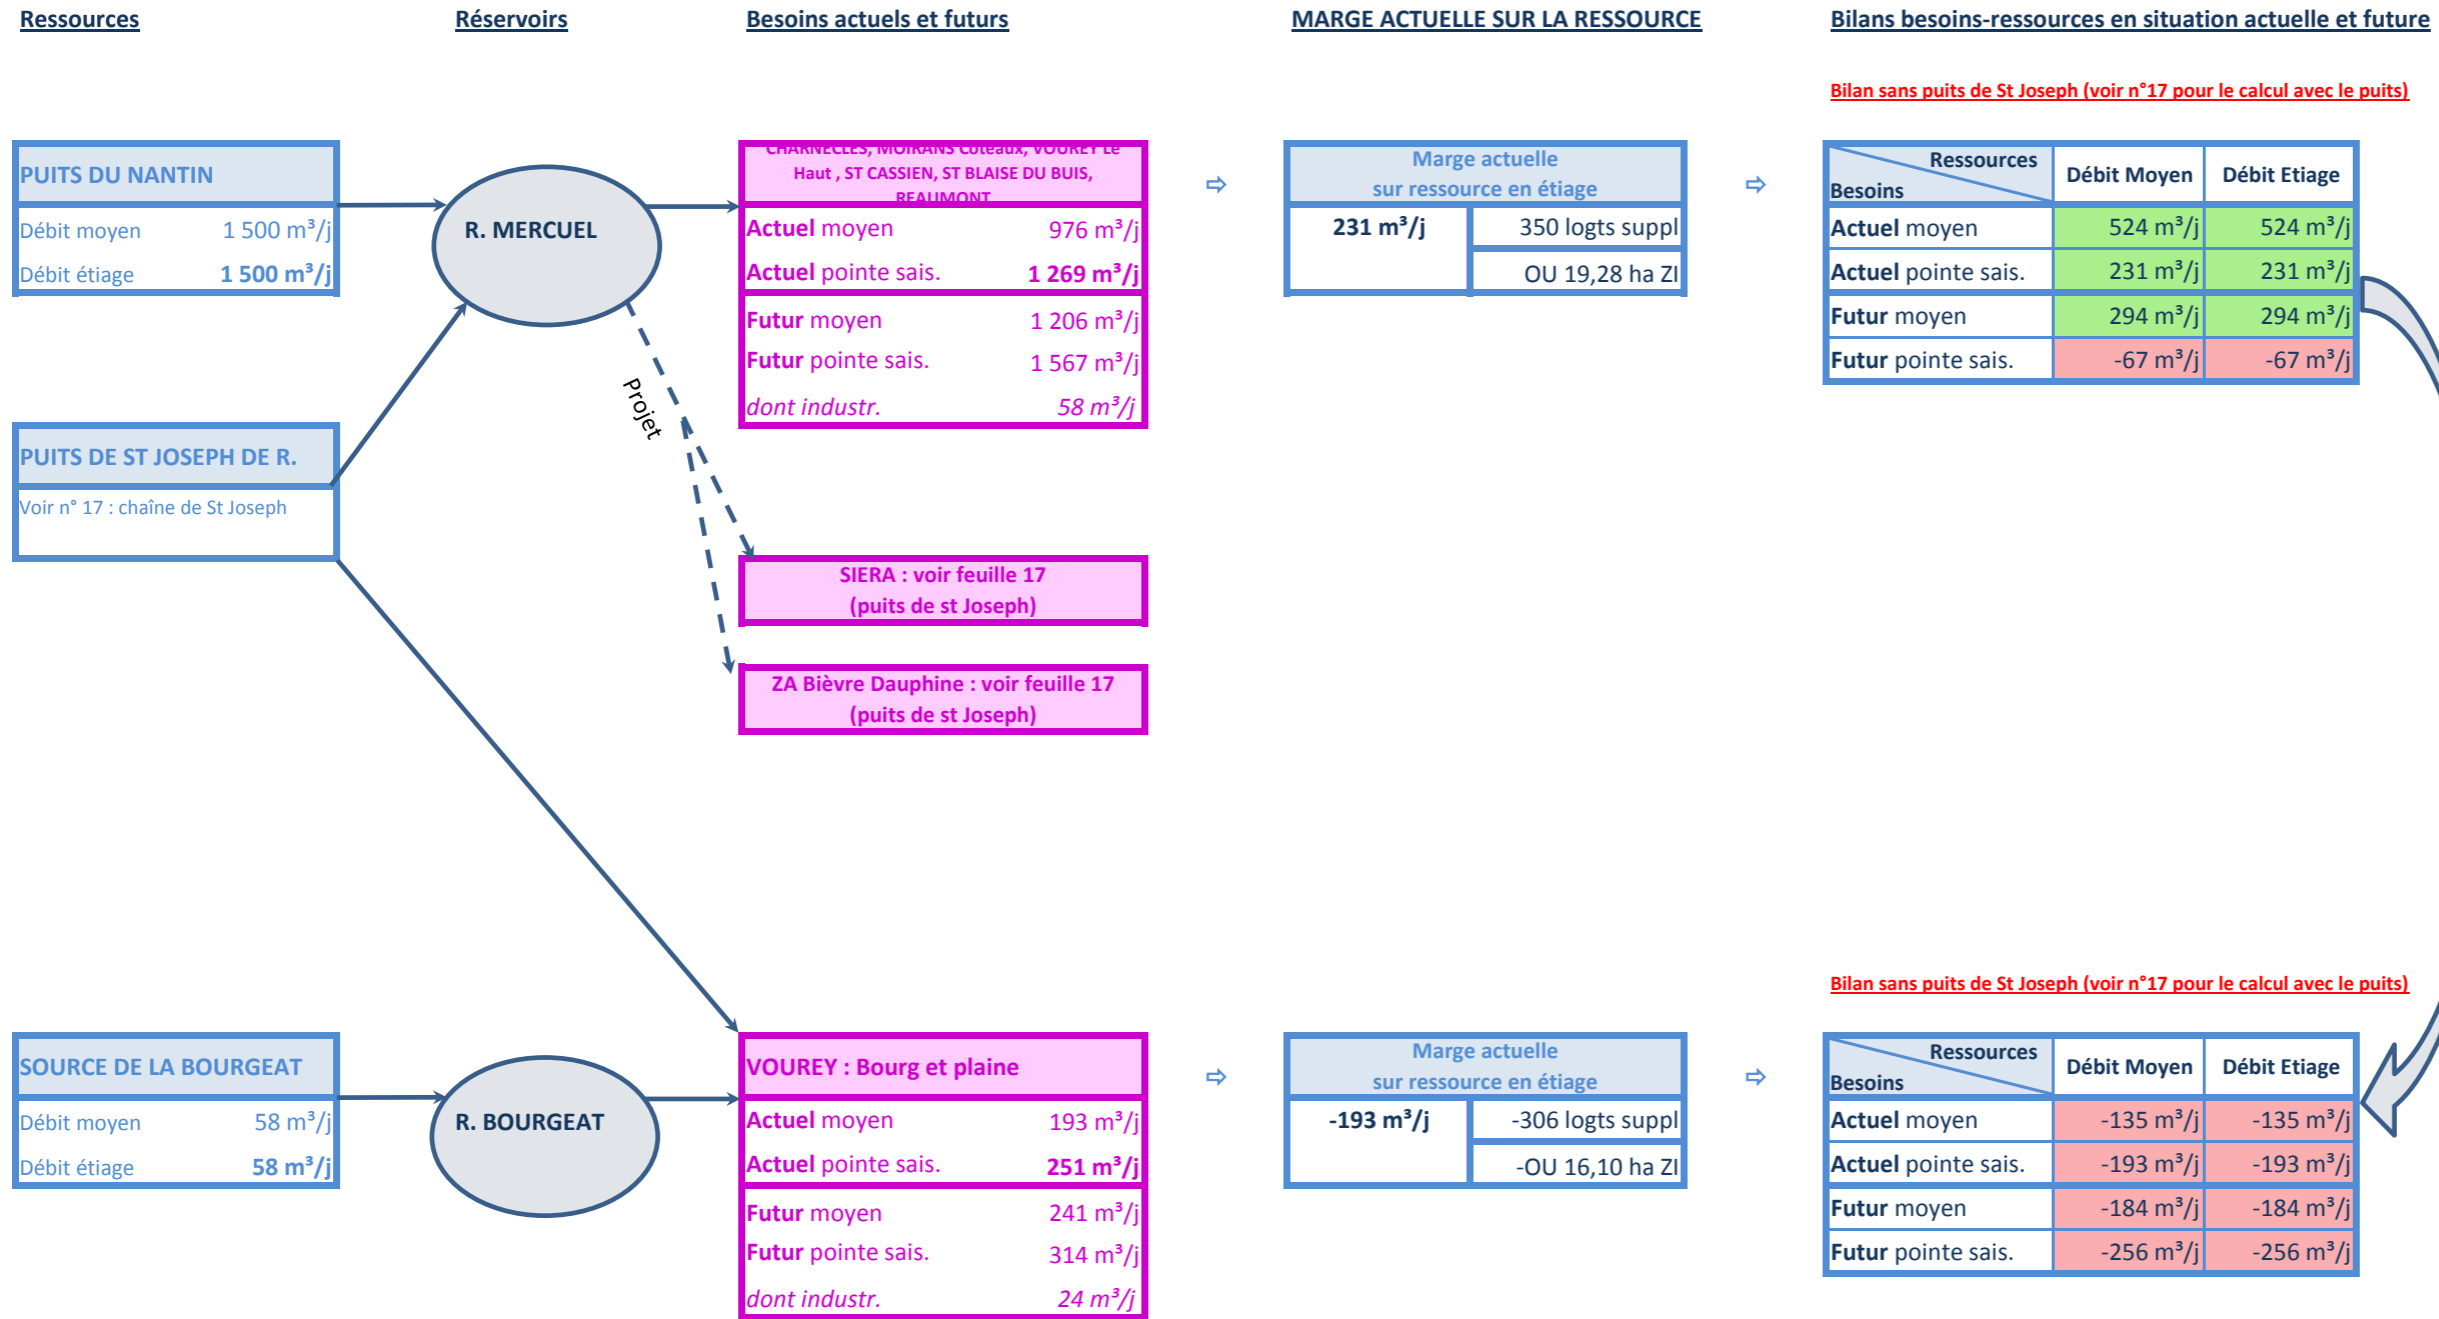 Ressources
Réservoirs
Besoins actuels et futurs
MARGE ACTUELLE SUR LA RESSOURCE
Bilans besoins-ressources en situation actuelle et future
Bilan sans puits de St Joseph (voir n°17 pour le calcul avec le puits)
PUITS DU NANTIN
Débit moyen 1 500 m³/j
Débit étiage 1 500 m³/j
R. MERCUEL
CHARNECLES, MOIRANS Coteaux, VOUREY Le
Haut , ST CASSIEN, ST BLAISE DU BUIS,
REAUMONT
Actuel moyen 976 m³/j
Actuel pointe sais. 1 269 m³/j
Futur moyen 1 206 m³/j
Futur pointe sais. 1 567 m³/j
dont industr. 58 m³/j
⇨
Marge actuelle
sur ressource en étiage
231 m³/j 350 logts suppl
OU 19,28 ha ZI
⇨
Ressources
Besoins
Débit Moyen Débit Etiage
Actuel moyen 524 m³/j 524 m³/j
Actuel pointe sais. 231 m³/j 231 m³/j
Futur moyen 294 m³/j 294 m³/j
Futur pointe sais. -67 m³/j -67 m³/j
Projet
PUITS DE ST JOSEPH DE R.
Voir n° 17 : chaîne de St Joseph
SIERA : voir feuille 17
(puits de st Joseph)
ZA Bièvre Dauphine : voir feuille 17
(puits de st Joseph)
Bilan sans puits de St Joseph (voir n°17 pour le calcul avec le puits)
SOURCE DE LA BOURGEAT
Débit moyen 58 m³/j
Débit étiage 58 m³/j
R. BOURGEAT
VOUREY : Bourg et plaine
Actuel moyen 193 m³/j
Actuel pointe sais. 251 m³/j
Futur moyen 241 m³/j
Futur pointe sais. 314 m³/j
dont industr. 24 m³/j
⇨
Marge actuelle
sur ressource en étiage
-193 m³/j -306 logts suppl
-OU 16,10 ha ZI
⇨
Ressources
Besoins
Débit Moyen Débit Etiage
Actuel moyen -135 m³/j -135 m³/j
Actuel pointe sais. -193 m³/j -193 m³/j
Futur moyen -184 m³/j -184 m³/j
Futur pointe sais. -256 m³/j -256 m³/j